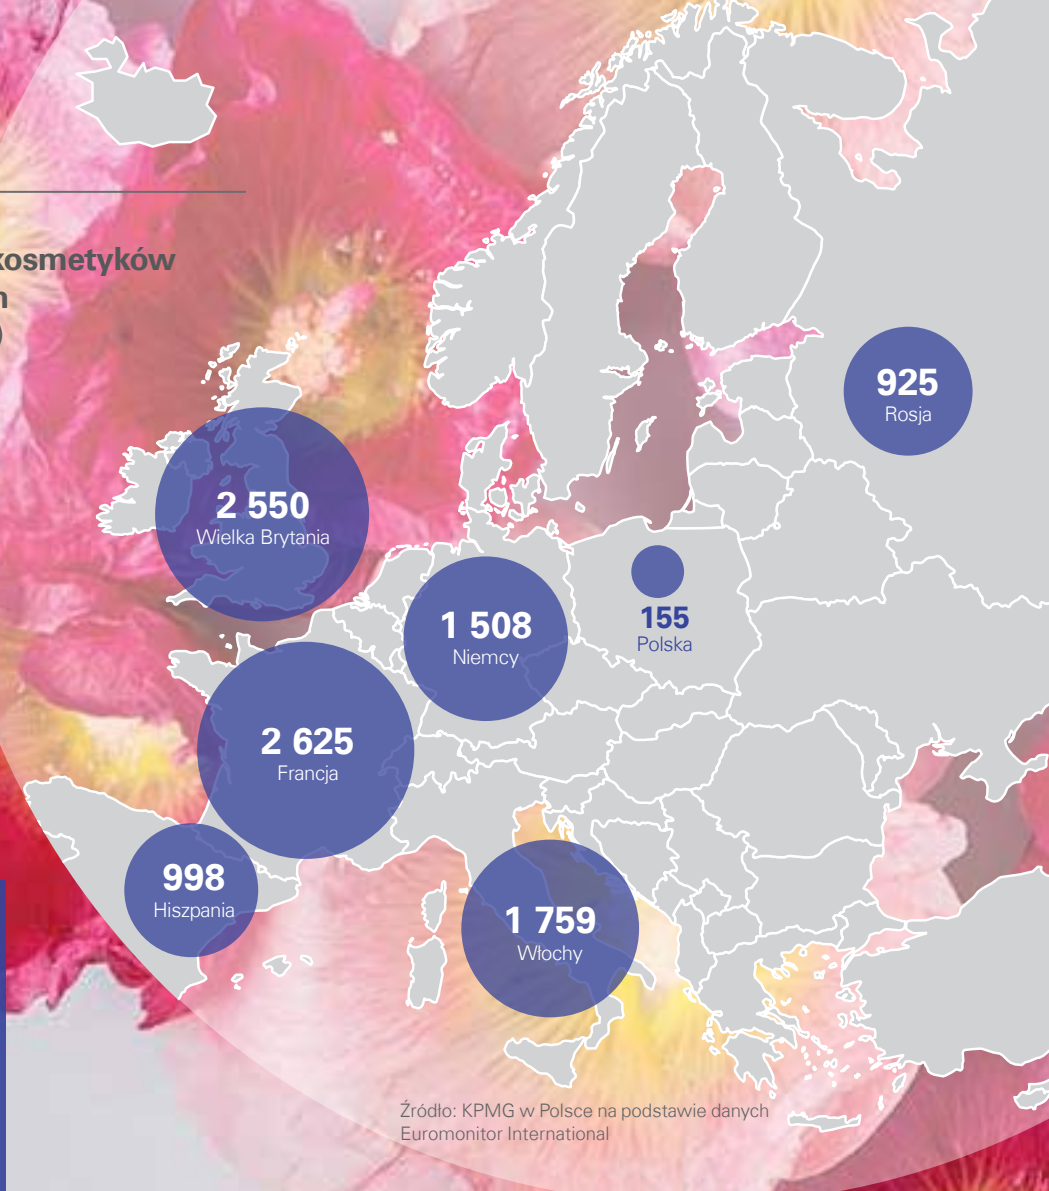 kosmetyków
)
925
Rosja
2 550
Wielka Brytania
1 508
Niemcy
155
Polska
2 625
Francja
998
Hiszpania
1 759
Włochy
Źródło: KPMG w Polsce na podstawie danych
Euromonitor International